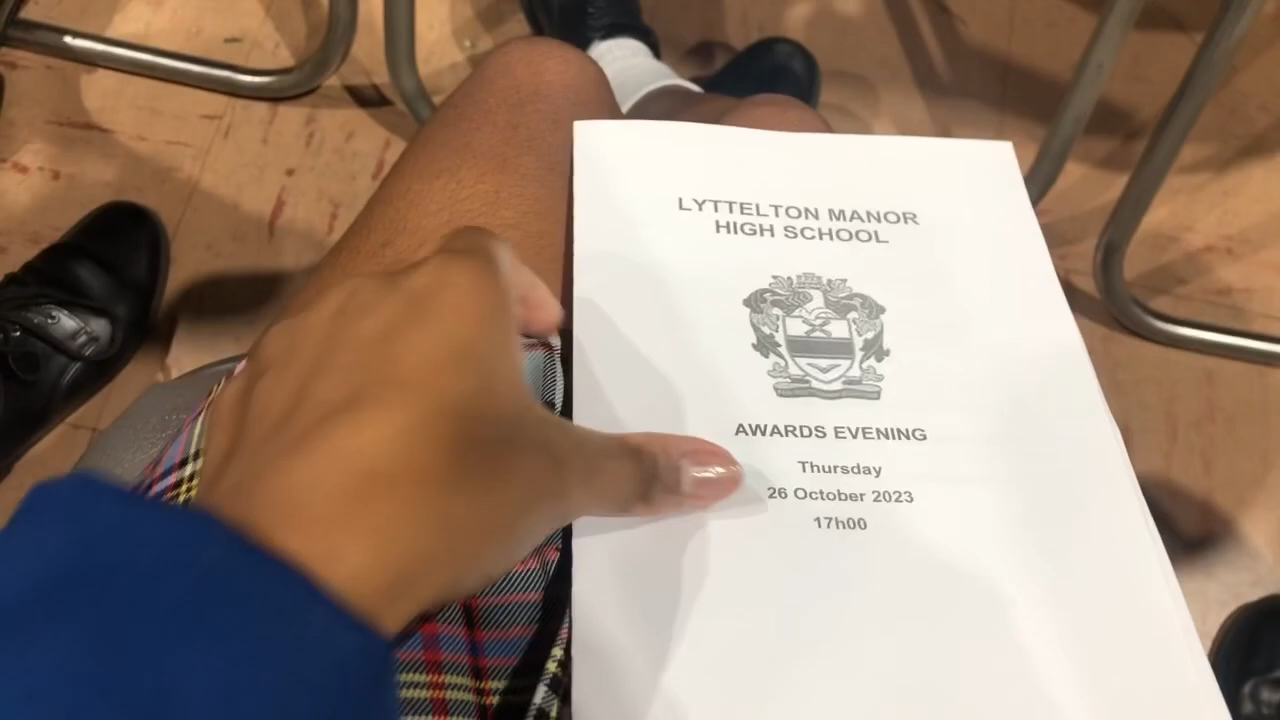 LYTTELTON MANOR
HIGH SCHOOL
AWARDS EVENING
Thursday
26 October 2023
17h00